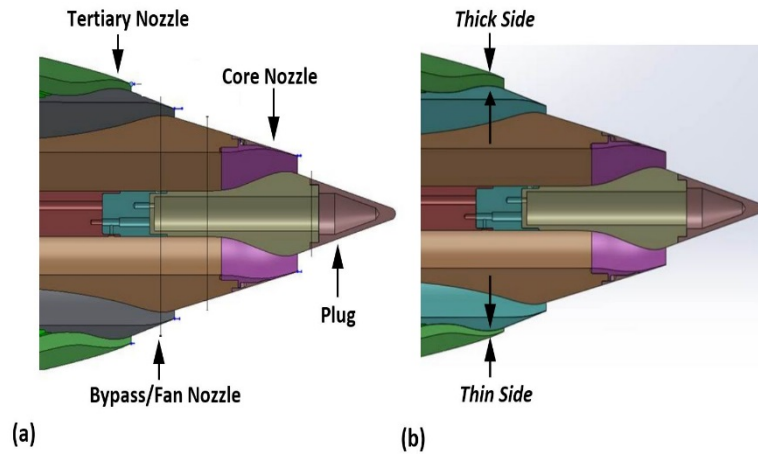 Tertiary Nozzle
Core Nozzle
Plug
Bypass/Fan Nozzle
(a)
Thick Side
Thin Side
(b)